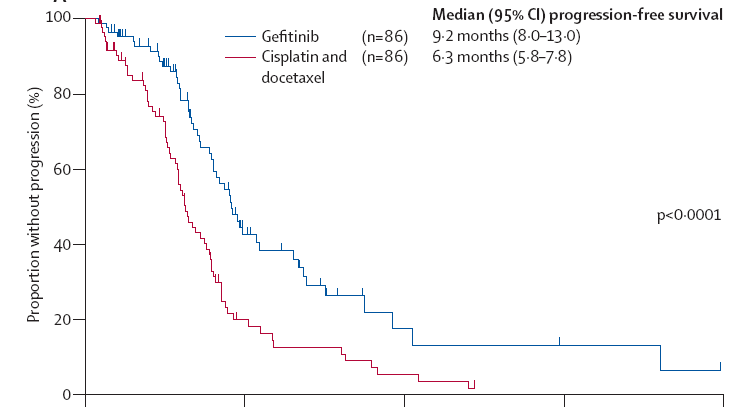 Median (95% CI) progression-free survival
Gefitinib (n=86) 9·2 months (8·0–13·0)
Cisplatin and (n=86) 6·3 months (5·8–7·8)
docetaxel
p<0·0001
Proportion without progression (%)
100
80
60
40
20
0